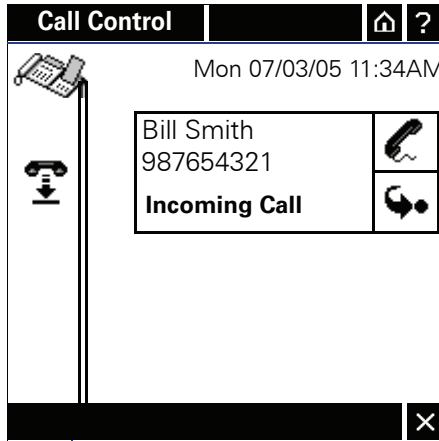 Call Control ?
Mon 07/03/05 11:34AM
Bill Smith
987654321
Incoming Call